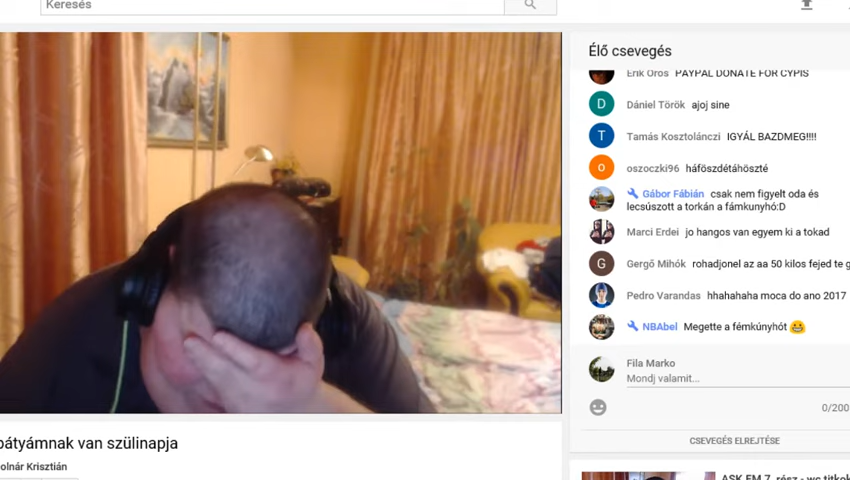 Keresés
Élő csevegés
Erik Oros PAYPAL DONATE FOR CYPIS
D Dániel Török ajoj sine
T Tamás Kosztolánczi IGYÁL BAZDMEG!!!!
o oszoczki96 háföszdétáhöszté
Gábor Fábián csak nem figyelt oda és
lecsúszott a torkán a fámkunyhó:D
Marci Erdei jo hangos van egyem ki a tokad
G Gergő Mihók rohadjonel az aa 50 kilos fejed te g
Pedro Varandas hhahahaha moca do ano 2017
NBAbel Megette a fémkúnyhót 😀
Fila Marko
Mondj valamit...
0/200
CSEVEGÉS ELREJTÉSE
bátyámnak van szülinapja
olnár Krisztián
ASK FM 7. rész - wc titkok